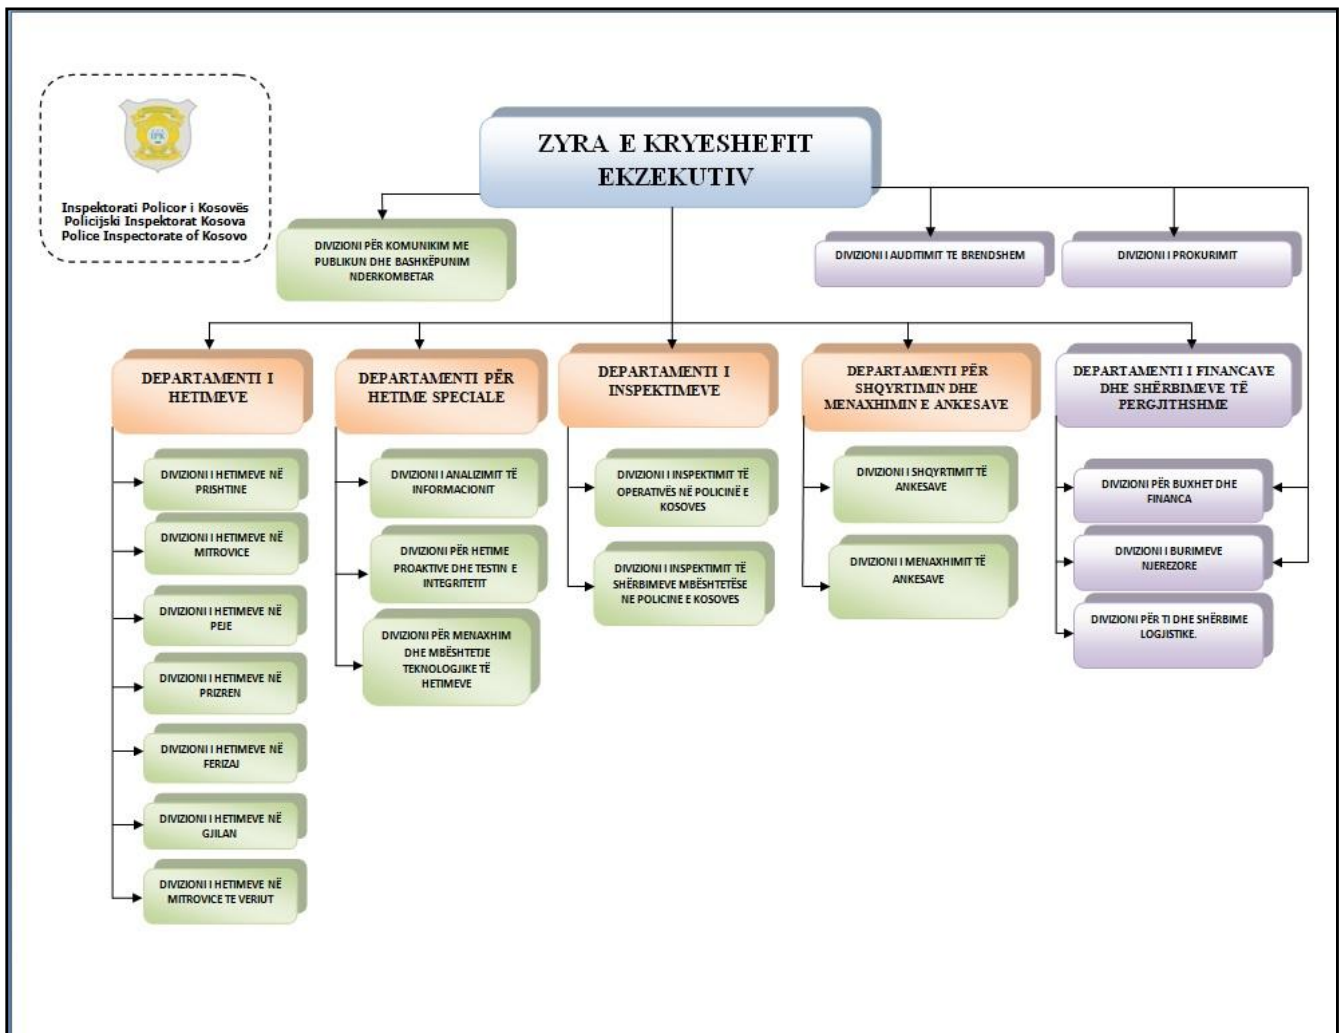 IPK
Inspektorati Policor i Kosovës
Policijski Inspektorat Kosova
Police Inspectorate of Kosovo
ZYRA E KRYESHEFIT
EKZEKUTIV
DIVIZIONI PËR KOMUNIKIM ME
PUBLIKUN DHE BASHKËPUNIM
NDERKOMBETAR
DIVIZIONI I AUDITIMIT TE BRENDSHEM
DIVIZIONI I PROKURIMIT
DEPARTAMENTI I
HETIMEVE
DIVIZIONI I HETIMEVE NË
PRISHTINE
DIVIZIONI I HETIMEVE NË
MITROVICE
DIVIZIONI I HETIMEVE NË
PEJE
DIVIZIONI I HETIMEVE NË
PRIZREN
DIVIZIONI I HETIMEVE NË
FERIZAJ
DIVIZIONI I HETIMEVE NË
GJILAN
DIVIZIONI I HETIMEVE NË
MITROVICE TE VERIUT
DEPARTAMENTI PËR
HETIME SPECIALE
DIVIZIONI I ANALIZIMIT TË
INFORMACIONIT
DIVIZIONI PËR HETIME
PROAKTIVE DHE TESTIN E
INTEGRITETIT
DIVIZIONI PËR MENAXHIM
DHE MBËSHTETJE
TEKNOLOGJIKE TË
HETIMEVE
DEPARTAMENTI I
INSPEKTIMEVE
DIVIZIONI I INSPEKTIMIT TË
OPERATIVËS NË POLICINË E
KOSOVES
DIVIZIONI I INSPEKTIMIT TË
SHËRBIMEVE MBËSHTETËSE
NE POLICINE E KOSOVES
DEPARTAMENTI PËR
SHQYRTIMIN DHE
MENAXHIMIN E ANKESAVE
DIVIZIONI I SHQYRTIMIT TË
ANKESAVE
DIVIZIONI I MENAXHIMIT TË
ANKESAVE
DEPARTAMENTI I FINANCAVE
DHE SHËRBIMEVE TË
PERGJITHSHME
DIVIZIONI PËR BUXHET DHE
FINANCA
DIVIZIONI I BURIMEVE
NJEREZORE
DIVIZIONI PËR TI DHE SHËRBIME
LOGJISTIKE.